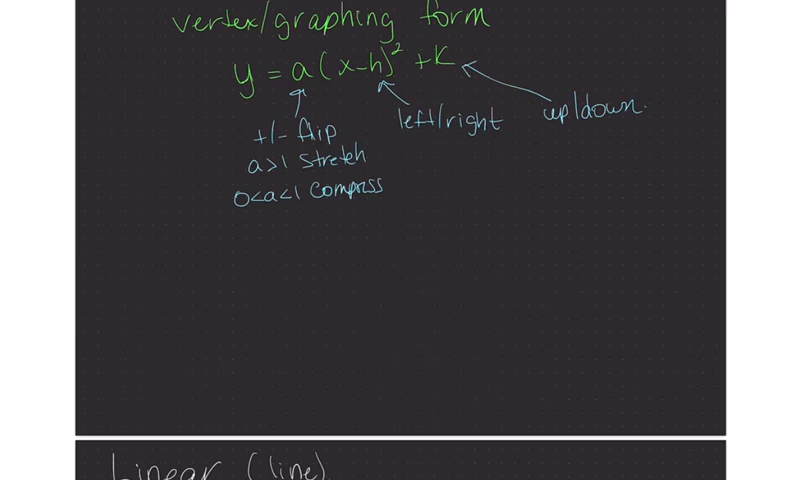 vertex/graphing form
y = a(x-h)² + k
+/- flip
left/right
up/down.
a>1 stretch
0<a<1 compress
Linear (line)